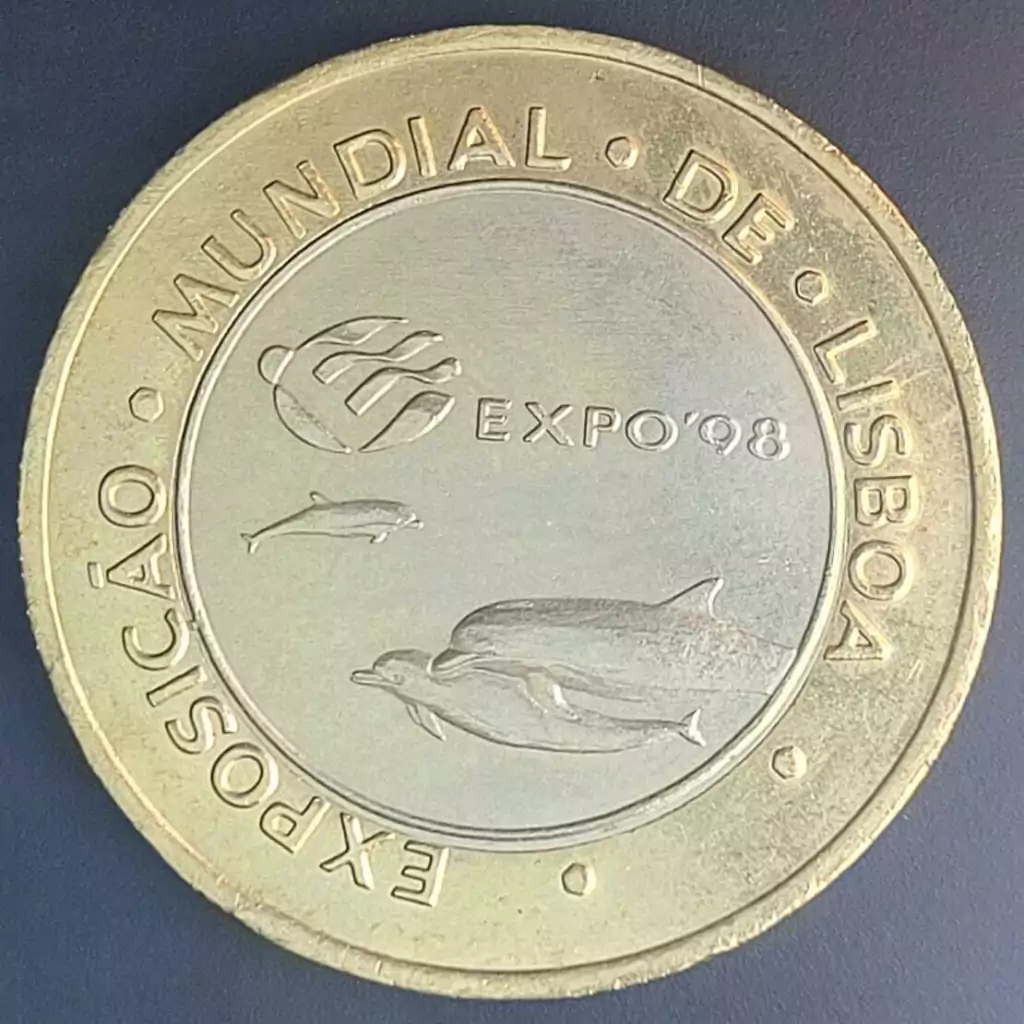 EXPOSIÇÃO · MUNDIAL · DE · LISBOA
EXPO'98